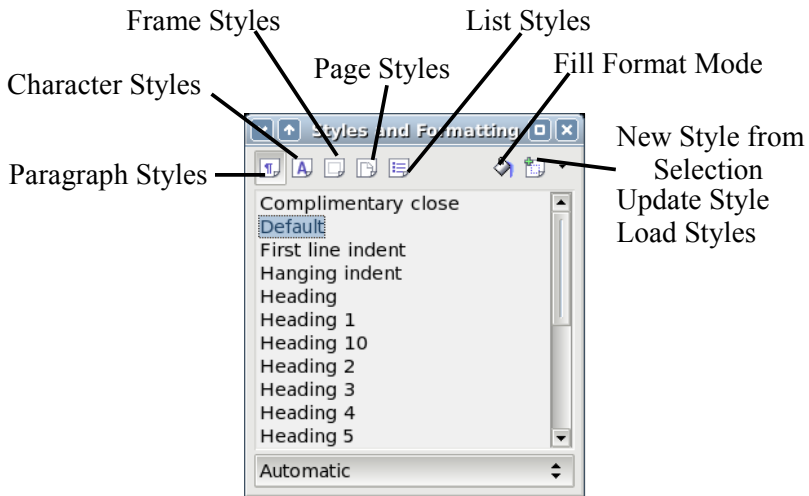 Frame Styles
List Styles
Page Styles
Fill Format Mode
Character Styles
Styles and Formatting
New Style from
Selection
Update Style
Load Styles
Paragraph Styles
Complimentary close
Default
First line indent
Hanging indent
Heading
Heading 1
Heading 10
Heading 2
Heading 3
Heading 4
Heading 5
Automatic